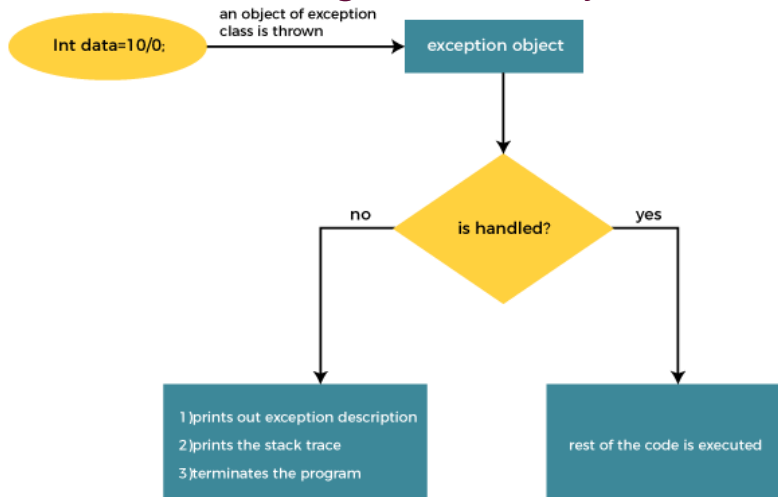 an object of exception
class is thrown
Int data=10/0;
exception object
is handled?
no
yes
1)prints out exception description
2)prints the stack trace
3)terminates the program
rest of the code is executed